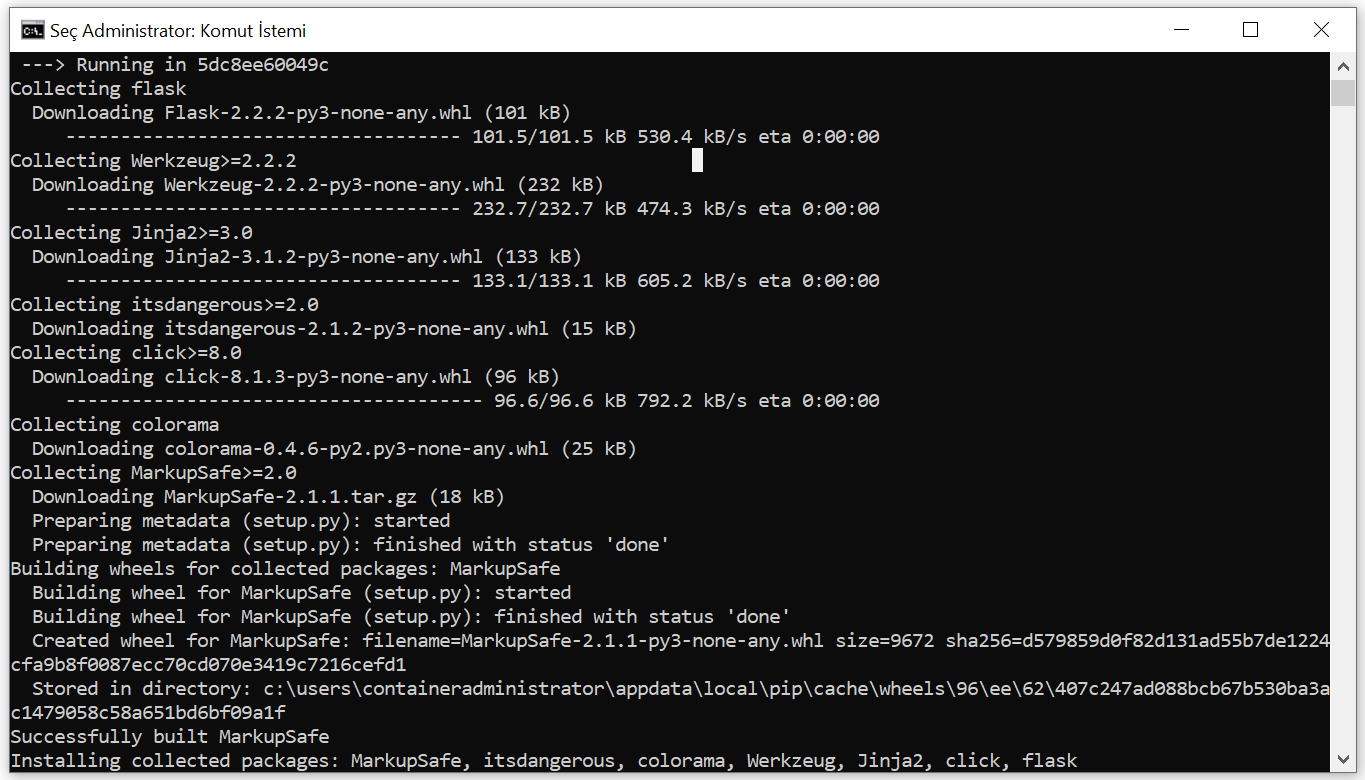 Seç Administrator: Komut İstemi
---> Running in 5dc8ee60049c
Collecting flask
Downloading Flask-2.2.2-py3-none-any.whl (101 kB)
------------------------------------ 101.5/101.5 kB 530.4 kB/s eta 0:00:00
Collecting Werkzeug>=2.2.2
Downloading Werkzeug-2.2.2-py3-none-any.whl (232 kB)
------------------------------------ 232.7/232.7 kB 474.3 kB/s eta 0:00:00
Collecting Jinja2>=3.0
Downloading Jinja2-3.1.2-py3-none-any.whl (133 kB)
------------------------------------ 133.1/133.1 kB 605.2 kB/s eta 0:00:00
Collecting itsdangerous>=2.0
Downloading itsdangerous-2.1.2-py3-none-any.whl (15 kB)
Collecting click>=8.0
Downloading click-8.1.3-py3-none-any.whl (96 kB)
-------------------------------------- 96.6/96.6 kB 792.2 kB/s eta 0:00:00
Collecting colorama
Downloading colorama-0.4.6-py2.py3-none-any.whl (25 kB)
Collecting MarkupSafe>=2.0
Downloading MarkupSafe-2.1.1.tar.gz (18 kB)
Preparing metadata (setup.py): started
Preparing metadata (setup.py): finished with status 'done'
Building wheels for collected packages: MarkupSafe
Building wheel for MarkupSafe (setup.py): started
Building wheel for MarkupSafe (setup.py): finished with status 'done'
Created wheel for MarkupSafe: filename=MarkupSafe-2.1.1-py3-none-any.whl size=9672 sha256=d579859d0f82d131ad55b7de1224
cfa9b8f0087ecc70cd070e3419c7216cefd1
Stored in directory: c:\users\containeradministrator\appdata\local\pip\cache\wheels\96\ee\62\407c247ad088bcb67b530ba3a
c1479058c58a651bd6bf09a1f
Successfully built MarkupSafe
Installing collected packages: MarkupSafe, itsdangerous, colorama, Werkzeug, Jinja2, click, flask